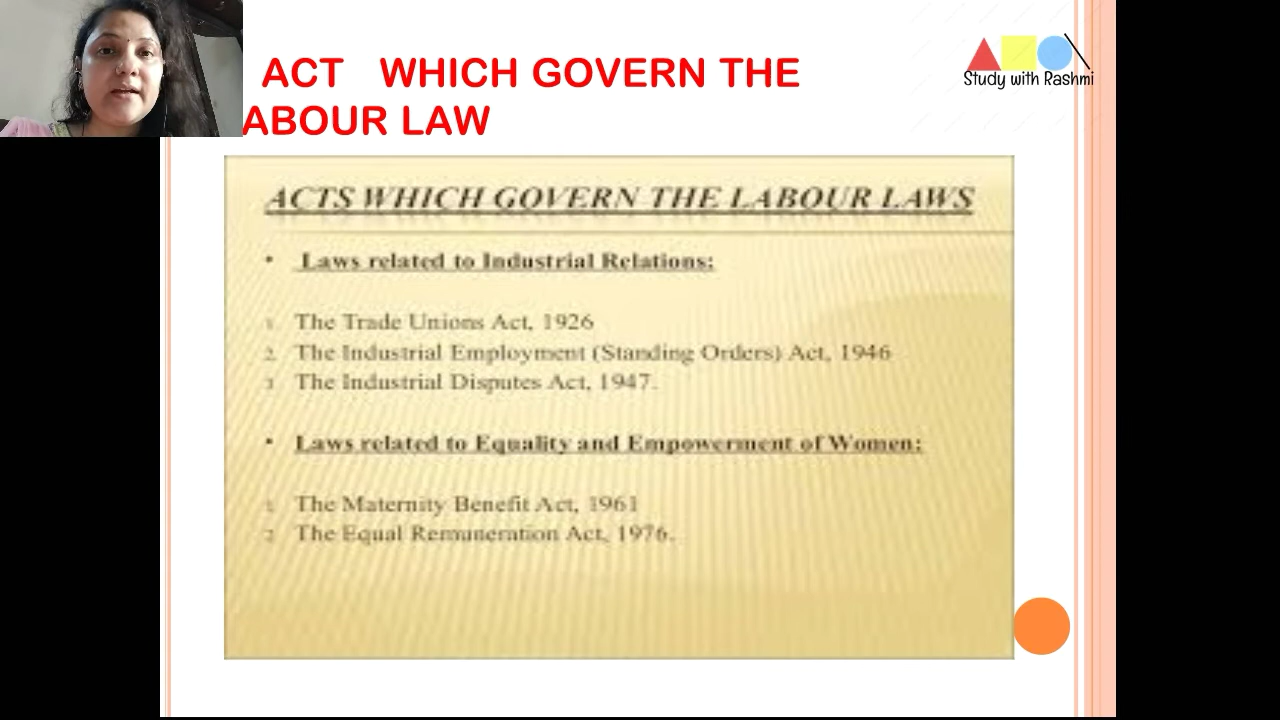 ACT WHICH GOVERN THE
ABOUR LAW
Study with Rashmi
ACTS WHICH GOVERN THE LABOUR LAWS
• Laws related to Industrial Relations:
1. The Trade Unions Act, 1926
2. The Industrial Employment (Standing Orders) Act, 1946
3. The Industrial Disputes Act, 1947.
• Laws related to Equality and Empowerment of Women:
1. The Maternity Benefit Act, 1961
2. The Equal Remuneration Act, 1976.